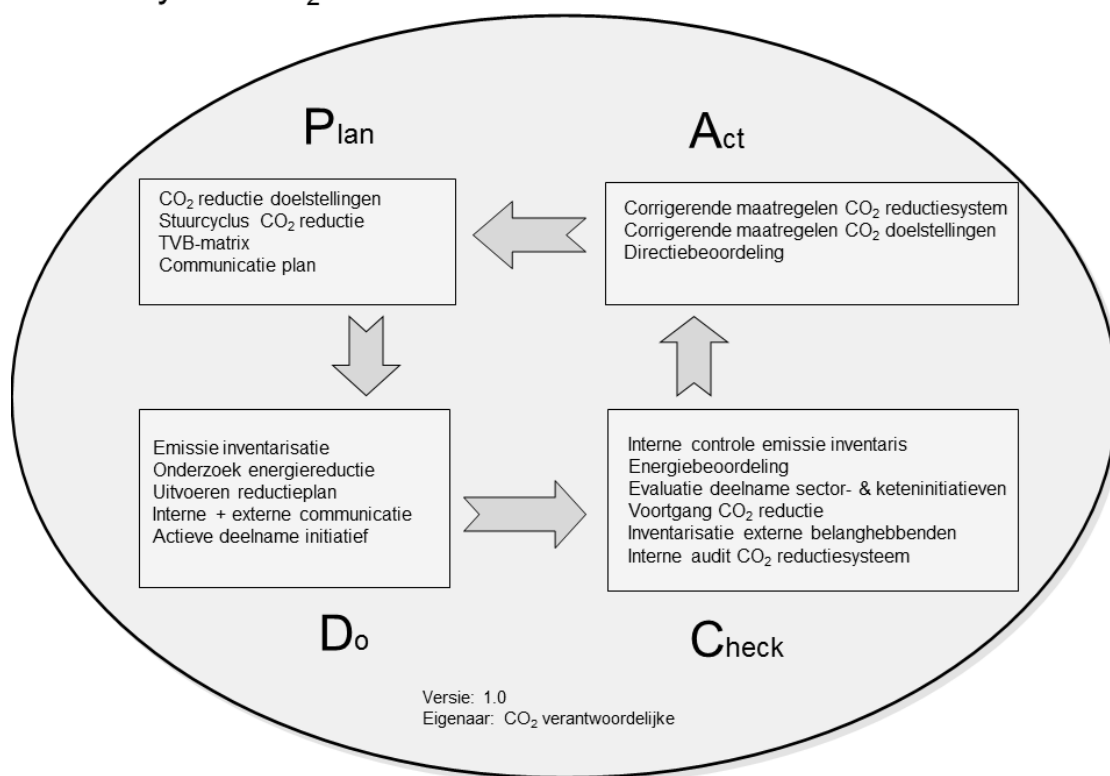 Plan
CO₂ reductie doelstellingen
Stuurcyclus CO₂ reductie
TVB-matrix
Communicatie plan
Act
Corrigerende maatregelen CO₂ reductiesystem
Corrigerende maatregelen CO₂ doelstellingen
Directiebeoordeling
Emissie inventarisatie
Onderzoek energiereductie
Uitvoeren reductieplan
Interne + externe communicatie
Actieve deelname initiatief
Do
Interne controle emissie inventaris
Energiebeoordeling
Evaluatie deelname sector- & keteninitiatieven
Voortgang CO₂ reductie
Inventarisatie externe belanghebbenden
Interne audit CO₂ reductiesysteem
Check
Versie: 1.0
Eigenaar: CO₂ verantwoordelijke